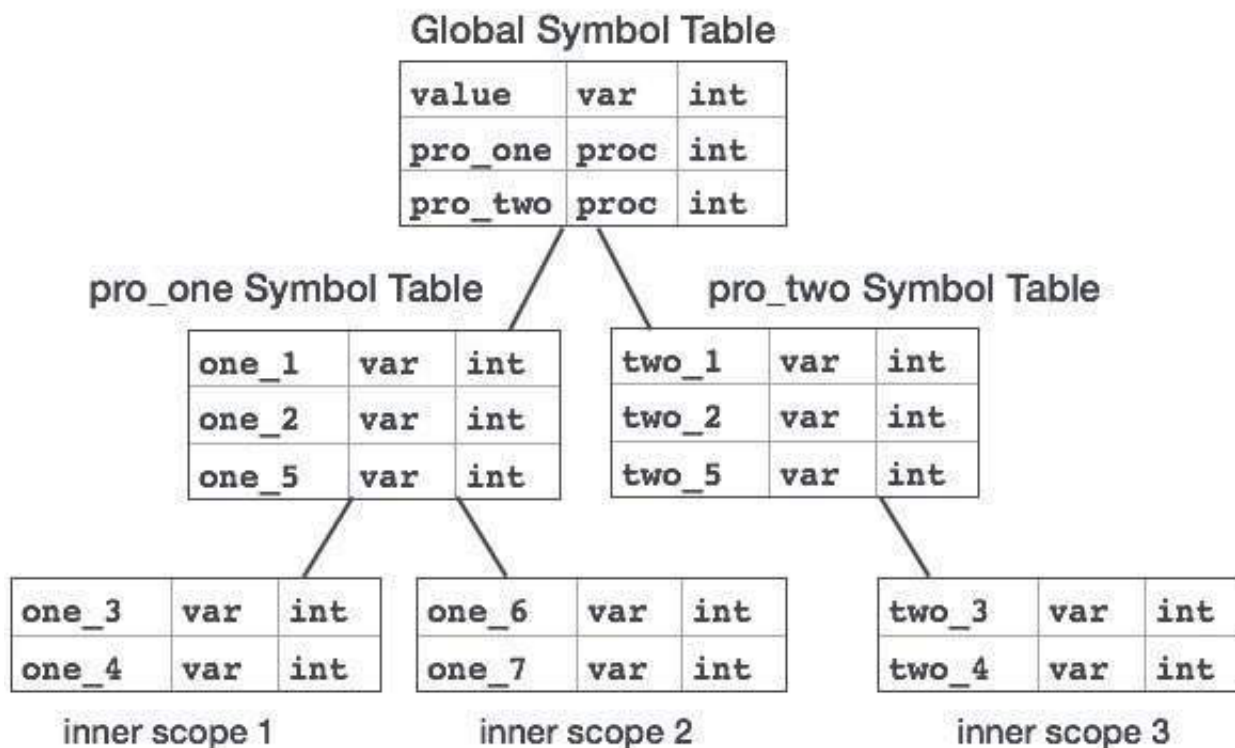 Global Symbol Table
value var int
pro_one proc int
pro_two proc int
pro_one Symbol Table
one_1 var int
one_2 var int
one_5 var int
pro_two Symbol Table
two_1 var int
two_2 var int
two_5 var int
one_3 var int
one_4 var int
inner scope 1
one_6 var int
one_7 var int
inner scope 2
two_3 var int
two_4 var int
inner scope 3